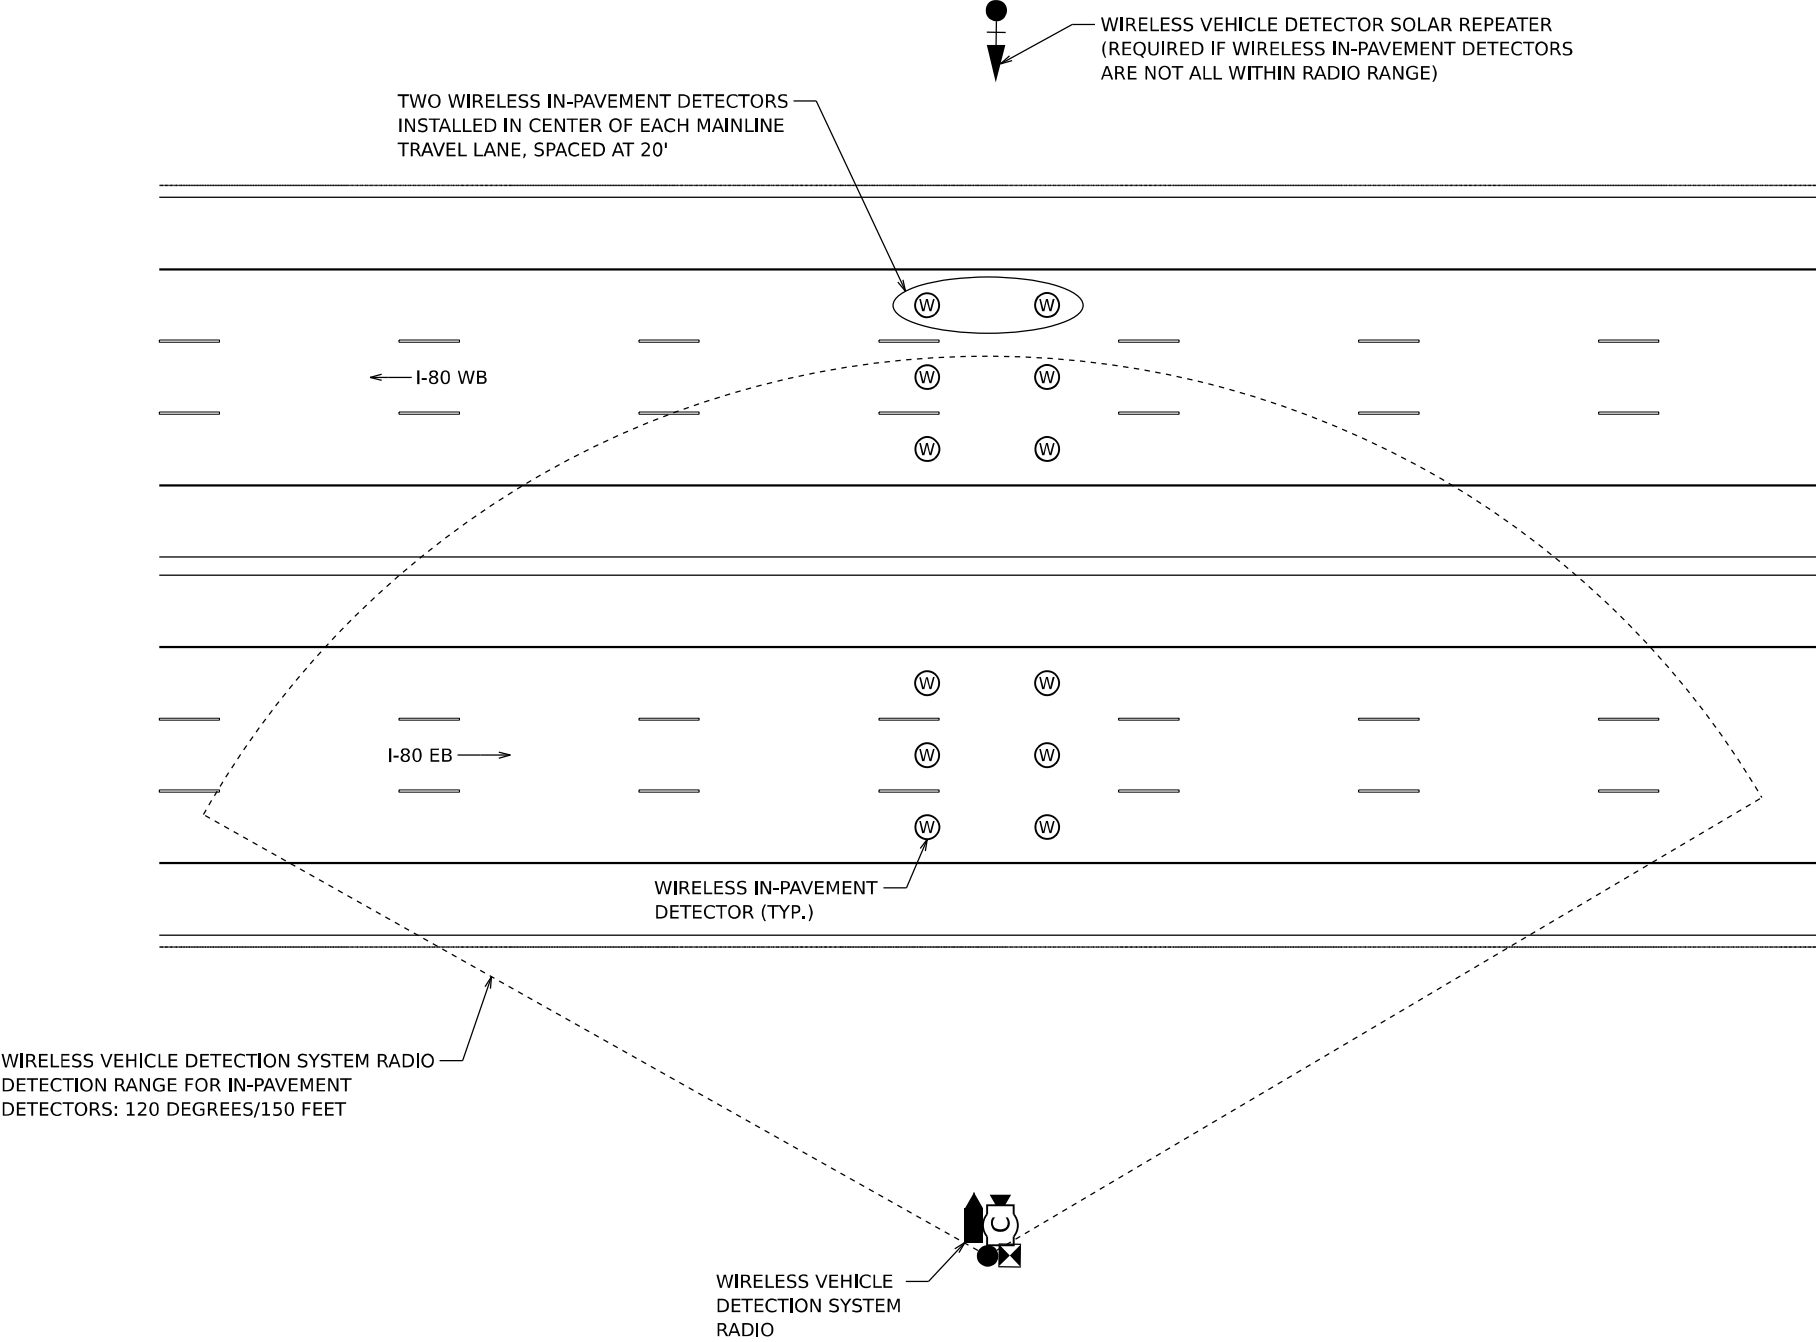 WIRELESS VEHICLE DETECTOR SOLAR REPEATER
(REQUIRED IF WIRELESS IN-PAVEMENT DETECTORS
ARE NOT ALL WITHIN RADIO RANGE)
TWO WIRELESS IN-PAVEMENT DETECTORS
INSTALLED IN CENTER OF EACH MAINLINE
TRAVEL LANE, SPACED AT 20'
W W
I-80 WB
W W
W W
W W
I-80 EB
W W
W W
WIRELESS IN-PAVEMENT
DETECTOR (TYP.)
WIRELESS VEHICLE DETECTION SYSTEM RADIO
DETECTION RANGE FOR IN-PAVEMENT
DETECTORS: 120 DEGREES/150 FEET
C
WIRELESS VEHICLE
DETECTION SYSTEM
RADIO